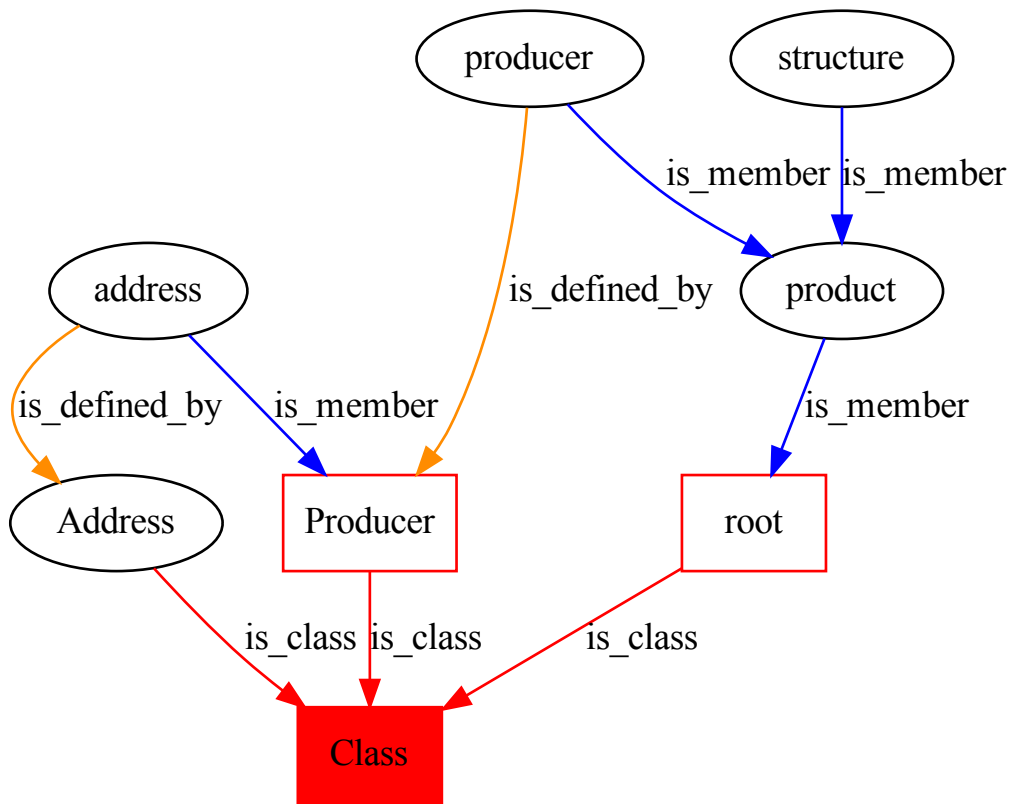 producer
structure
is_member
is_member
address
is_defined_by
product
is_defined_by
is_member
is_member
Address
Producer
root
is_class
is_class
is_class
Class